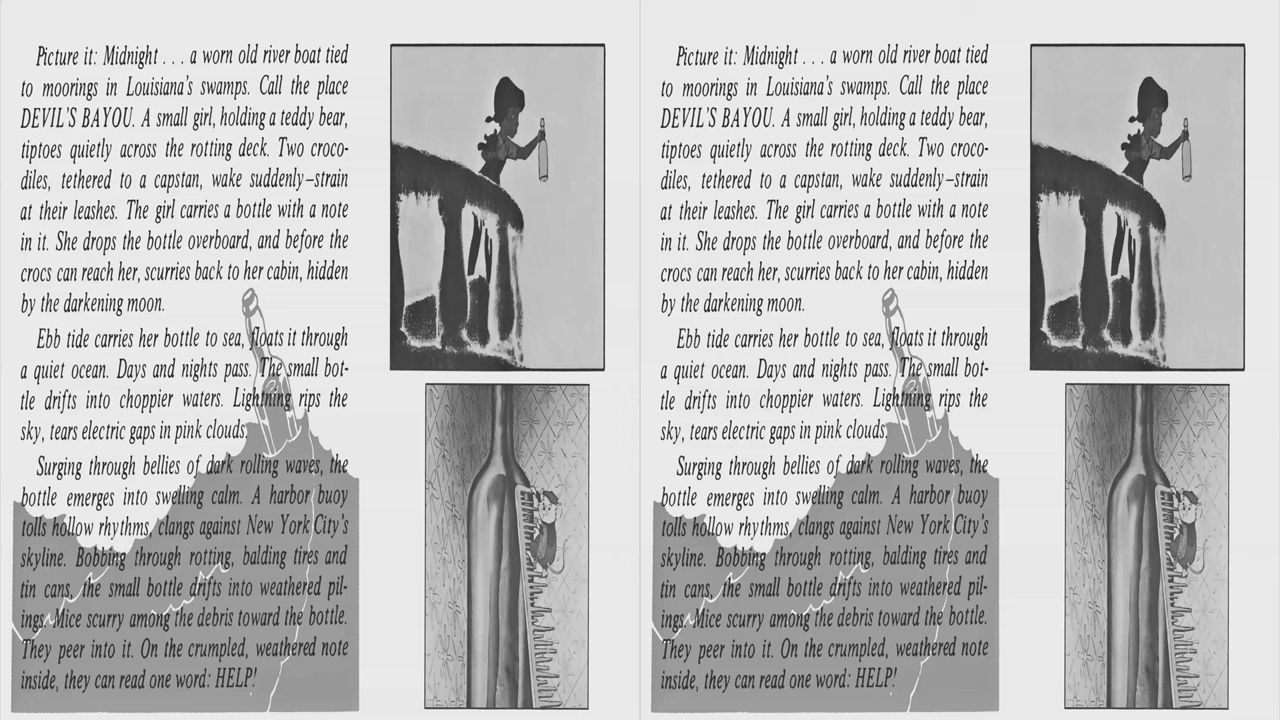 Picture it: Midnight . . . a worn old river boat tied
to moorings in Louisiana's swamps. Call the place
DEVIL'S BAYOU. A small girl, holding a teddy bear,
tiptoes quietly across the rotting deck. Two croco-
diles, tethered to a capstan, wake suddenly–strain
at their leashes. The girl carries a bottle with a note
in it. She drops the bottle overboard, and before the
crocs can reach her, scurries back to her cabin, hidden
by the darkening moon.
Ebb tide carries her bottle to sea, floats it through
a quiet ocean. Days and nights pass. The small bot-
tle drifts into choppier waters. Lightning rips the
sky, tears electric gaps in pink clouds.
Surging through bellies of dark rolling waves, the
bottle emerges into swelling calm. A harbor buoy
tolls hollow rhythms, clangs against New York City's
skyline. Bobbing through rotting, balding tires and
tin cans, the small bottle drifts into weathered pil-
ings. Mice scurry among the debris toward the bottle.
They peer into it. On the crumpled, weathered note
inside, they can read one word: HELP!
Picture it: Midnight . . . a worn old river boat tied
to moorings in Louisiana's swamps. Call the place
DEVIL'S BAYOU. A small girl, holding a teddy bear,
tiptoes quietly across the rotting deck. Two croco-
diles, tethered to a capstan, wake suddenly–strain
at their leashes. The girl carries a bottle with a note
in it. She drops the bottle overboard, and before the
crocs can reach her, scurries back to her cabin, hidden
by the darkening moon.
Ebb tide carries her bottle to sea, floats it through
a quiet ocean. Days and nights pass. The small bot-
tle drifts into choppier waters. Lightning rips the
sky, tears electric gaps in pink clouds.
Surging through bellies of dark rolling waves, the
bottle emerges into swelling calm. A harbor buoy
tolls hollow rhythms, clangs against New York City's
skyline. Bobbing through rotting, balding tires and
tin cans, the small bottle drifts into weathered pil-
ings. Mice scurry among the debris toward the bottle.
They peer into it. On the crumpled, weathered note
inside, they can read one word: HELP!